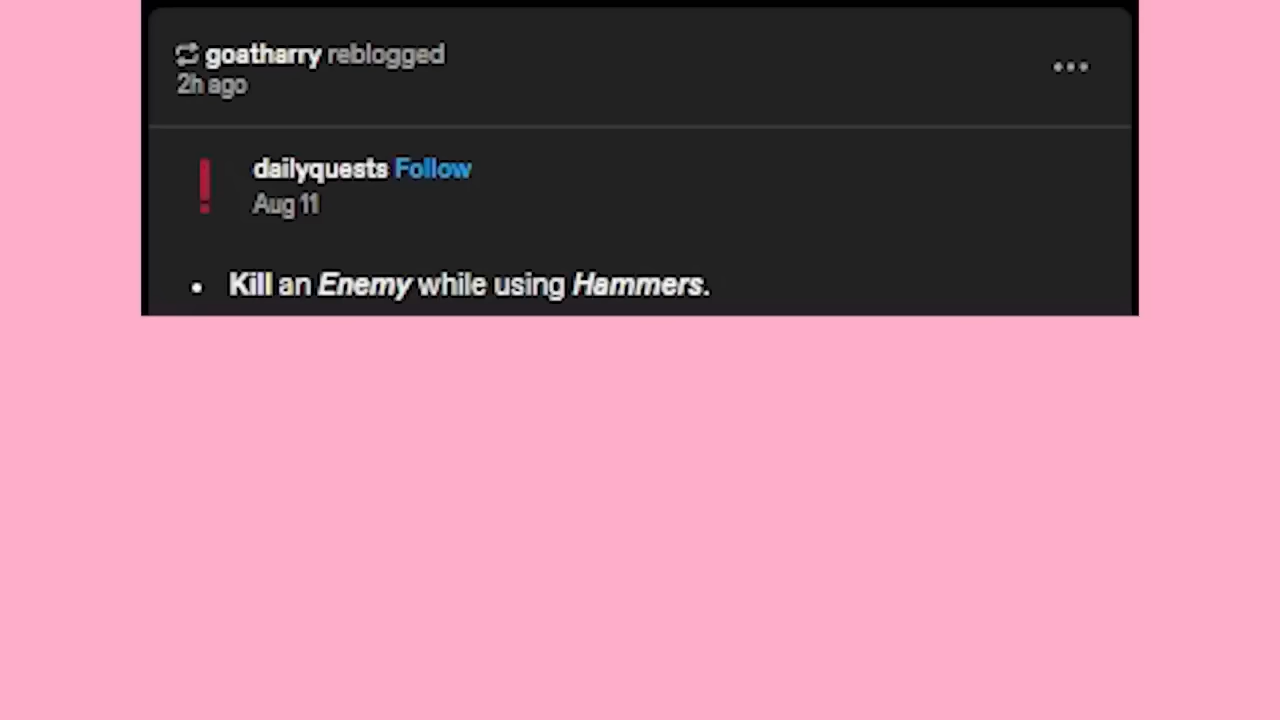 goatharry reblogged
2h ago
dailyquests Follow
Aug 11
• Kill an Enemy while using Hammers.